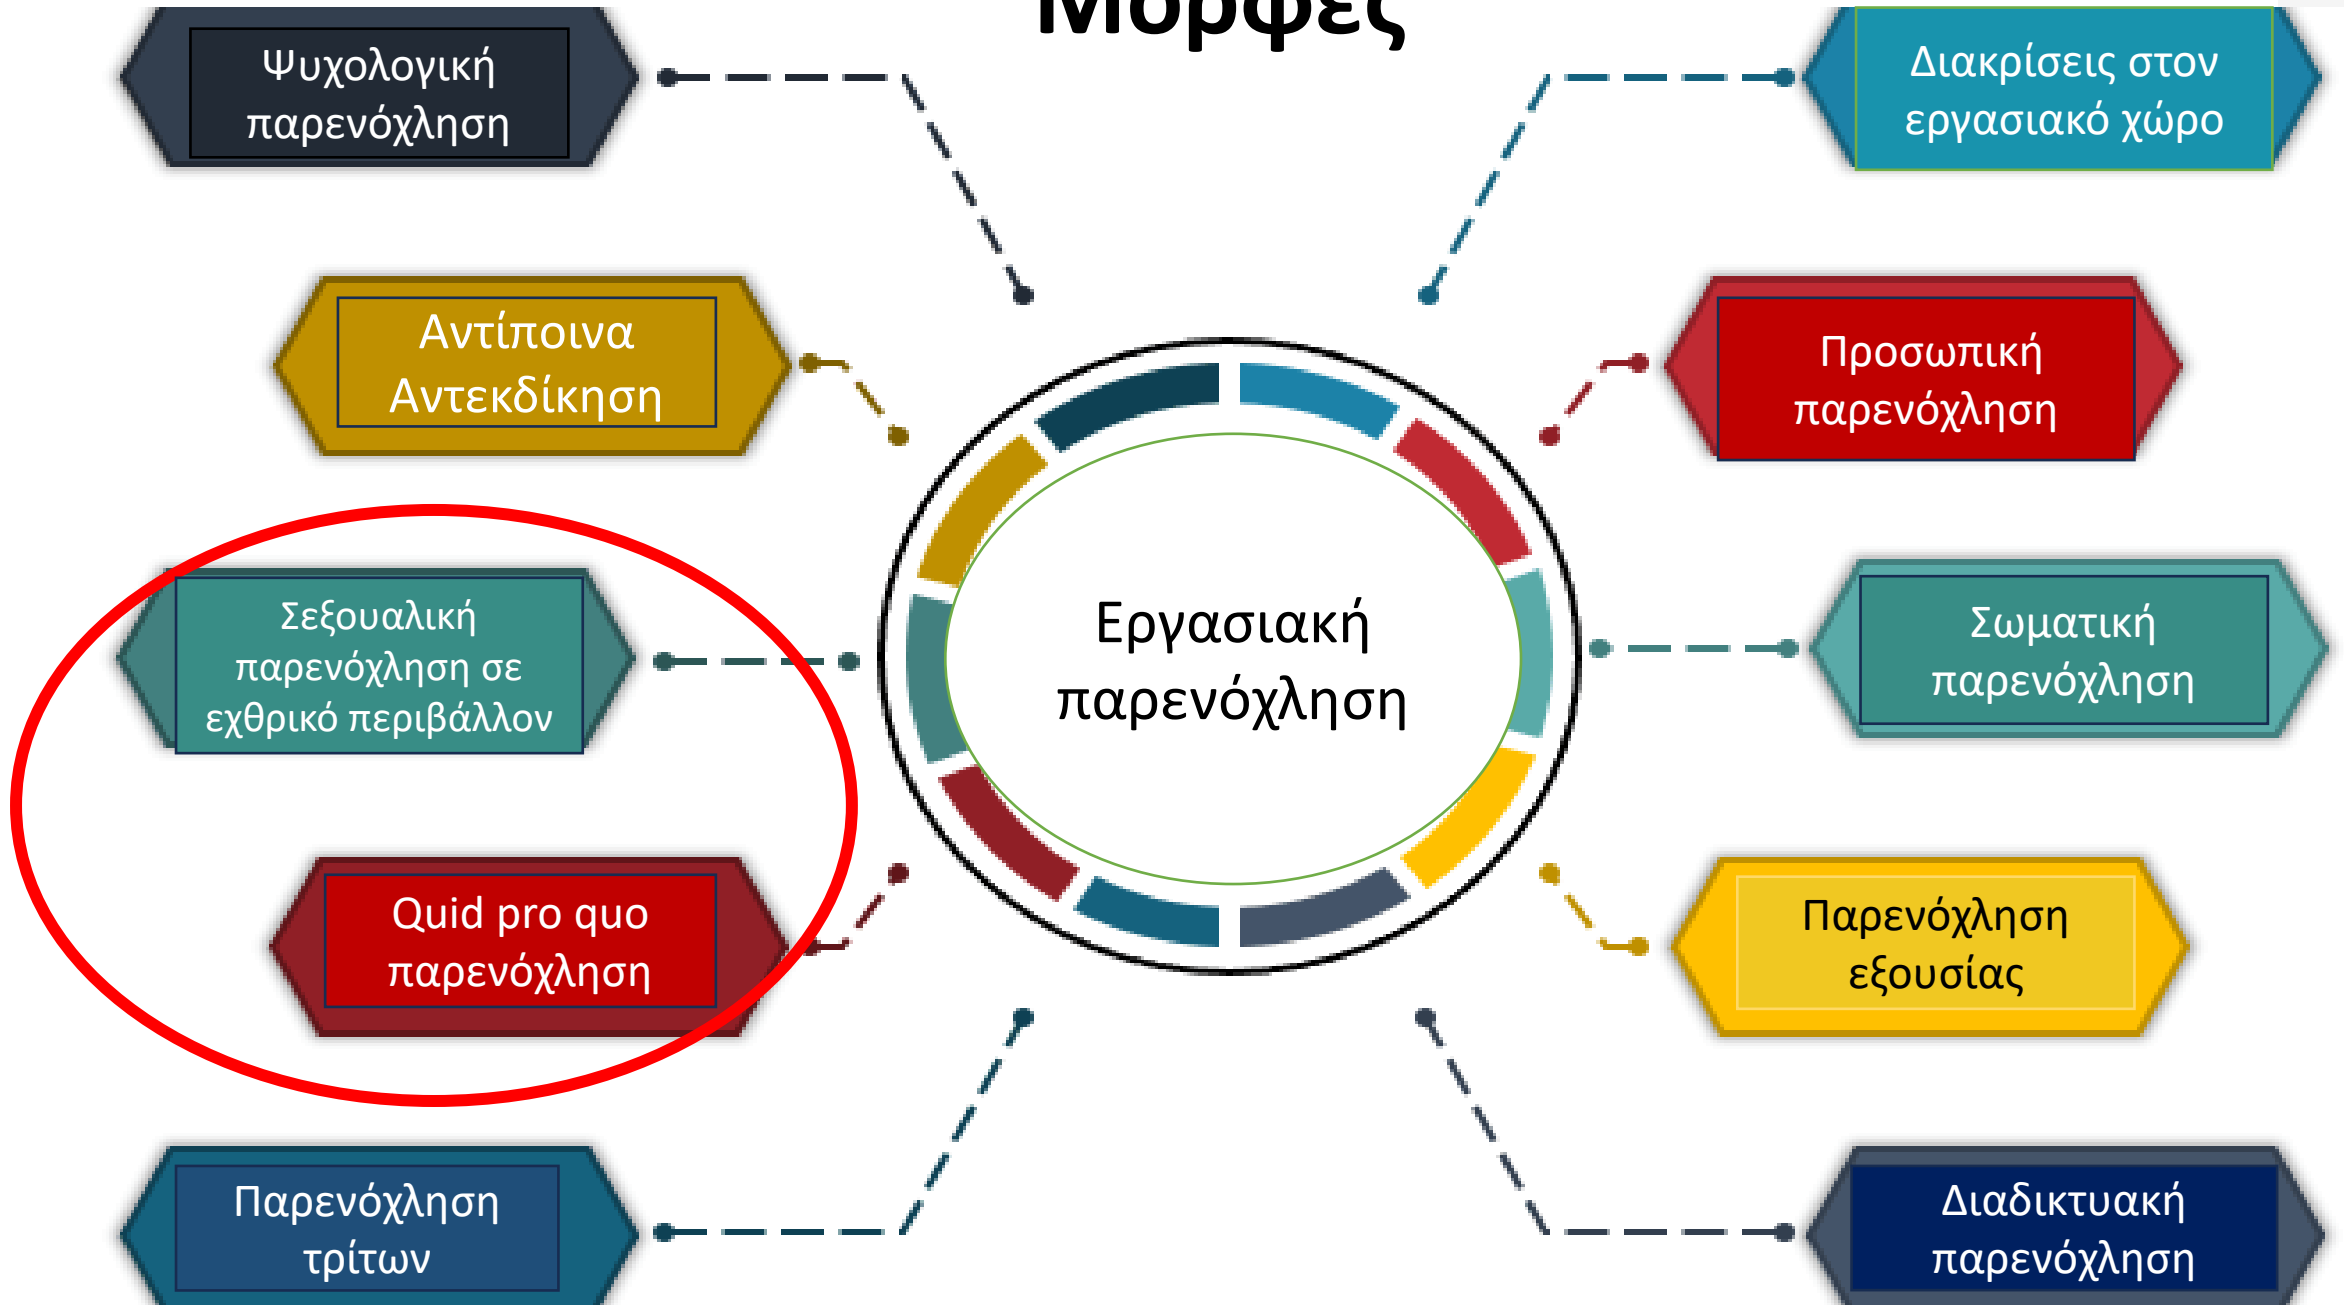 Μορφές
Ψυχολογική
παρενόχληση
Αντίποινα
Αντεκδίκηση
Σεξουαλική
παρενόχληση σε
εχθρικό περιβάλλον
Quid pro quo
παρενόχληση
Παρενόχληση
τρίτων
Εργασιακή
παρενόχληση
Διακρίσεις στον
εργασιακό χώρο
Προσωπική
παρενόχληση
Σωματική
παρενόχληση
Παρενόχληση
εξουσίας
Διαδικτυακή
παρενόχληση